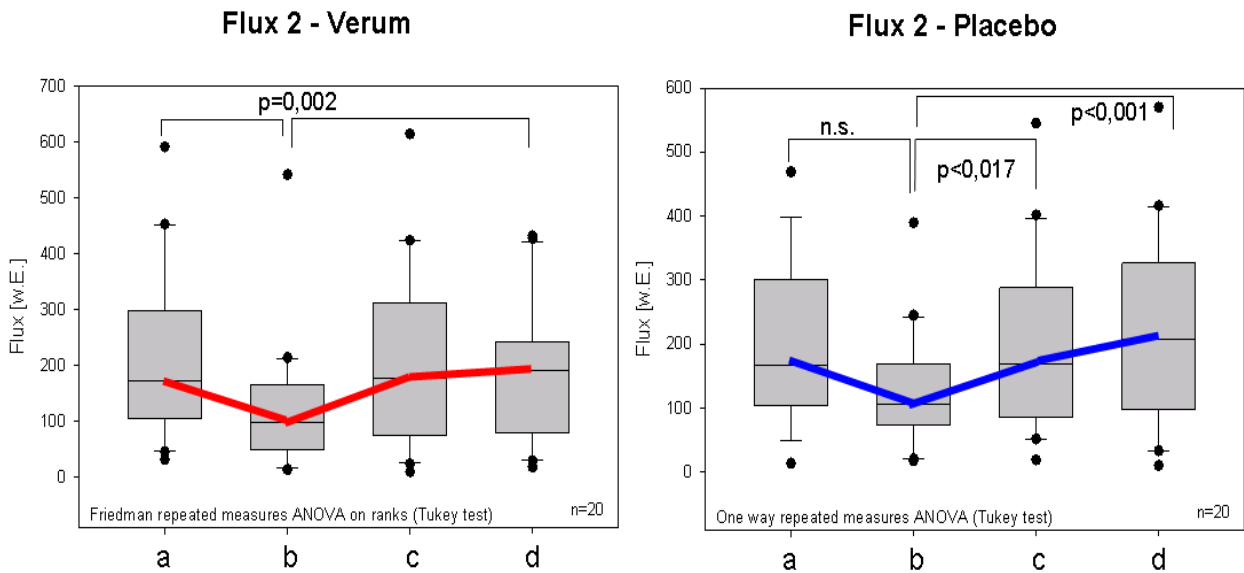 Flux 2 - Verum
700
600
500
400
300
200
100
0
Flux [w.E.]
p=0,002
Friedman repeated measures ANOVA on ranks (Tukey test)
n=20
a b c d
Flux 2 - Placebo
600
500
400
300
200
100
0
Flux [w.E.]
n.s.
p<0,017
p<0,001
One way repeated measures ANOVA (Tukey test)
n=20
a b c d